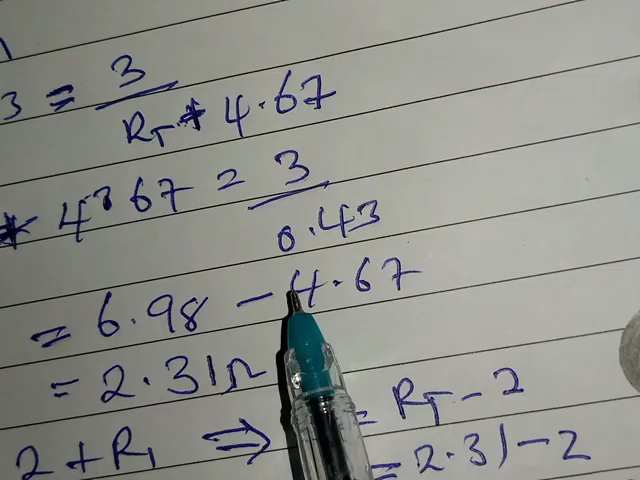 3 = 3 / RT + 4.67
+ 4.67 = 3 / 0.43
= 6.98 - 4.67
= 2.31Ω
2 + R1 ⇒ = RT - 2
= 2.31 - 2